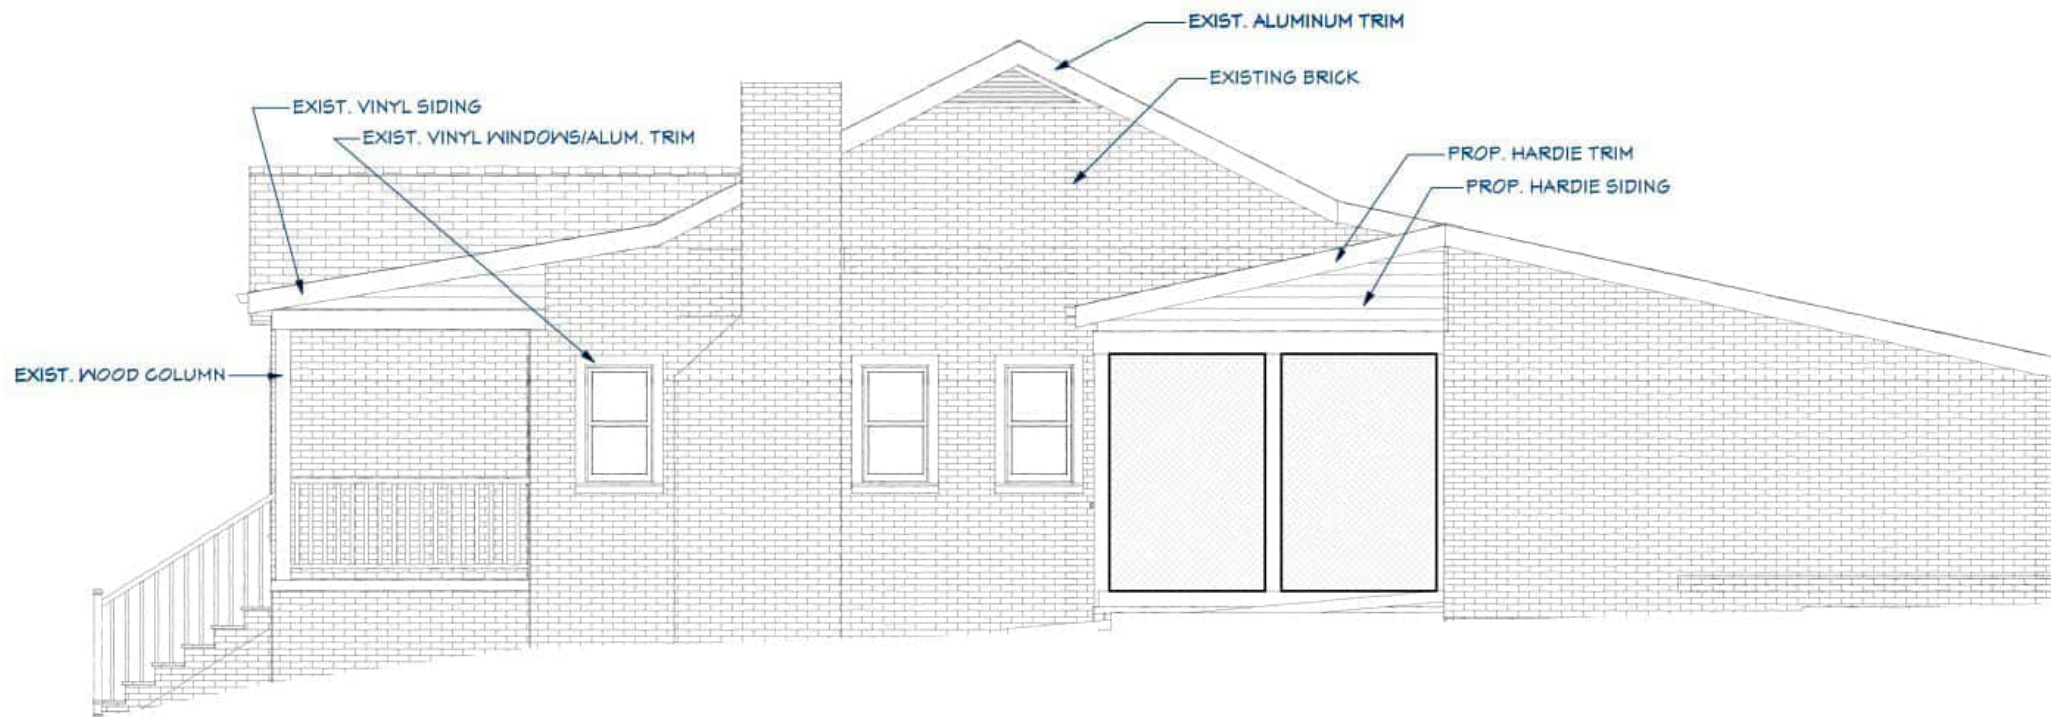 EXIST. ALUMINUM TRIM
EXISTING BRICK
EXIST. VINYL SIDING
EXIST. VINYL WINDOWS/ALUM. TRIM
PROP. HARDIE TRIM
PROP. HARDIE SIDING
EXIST. WOOD COLUMN